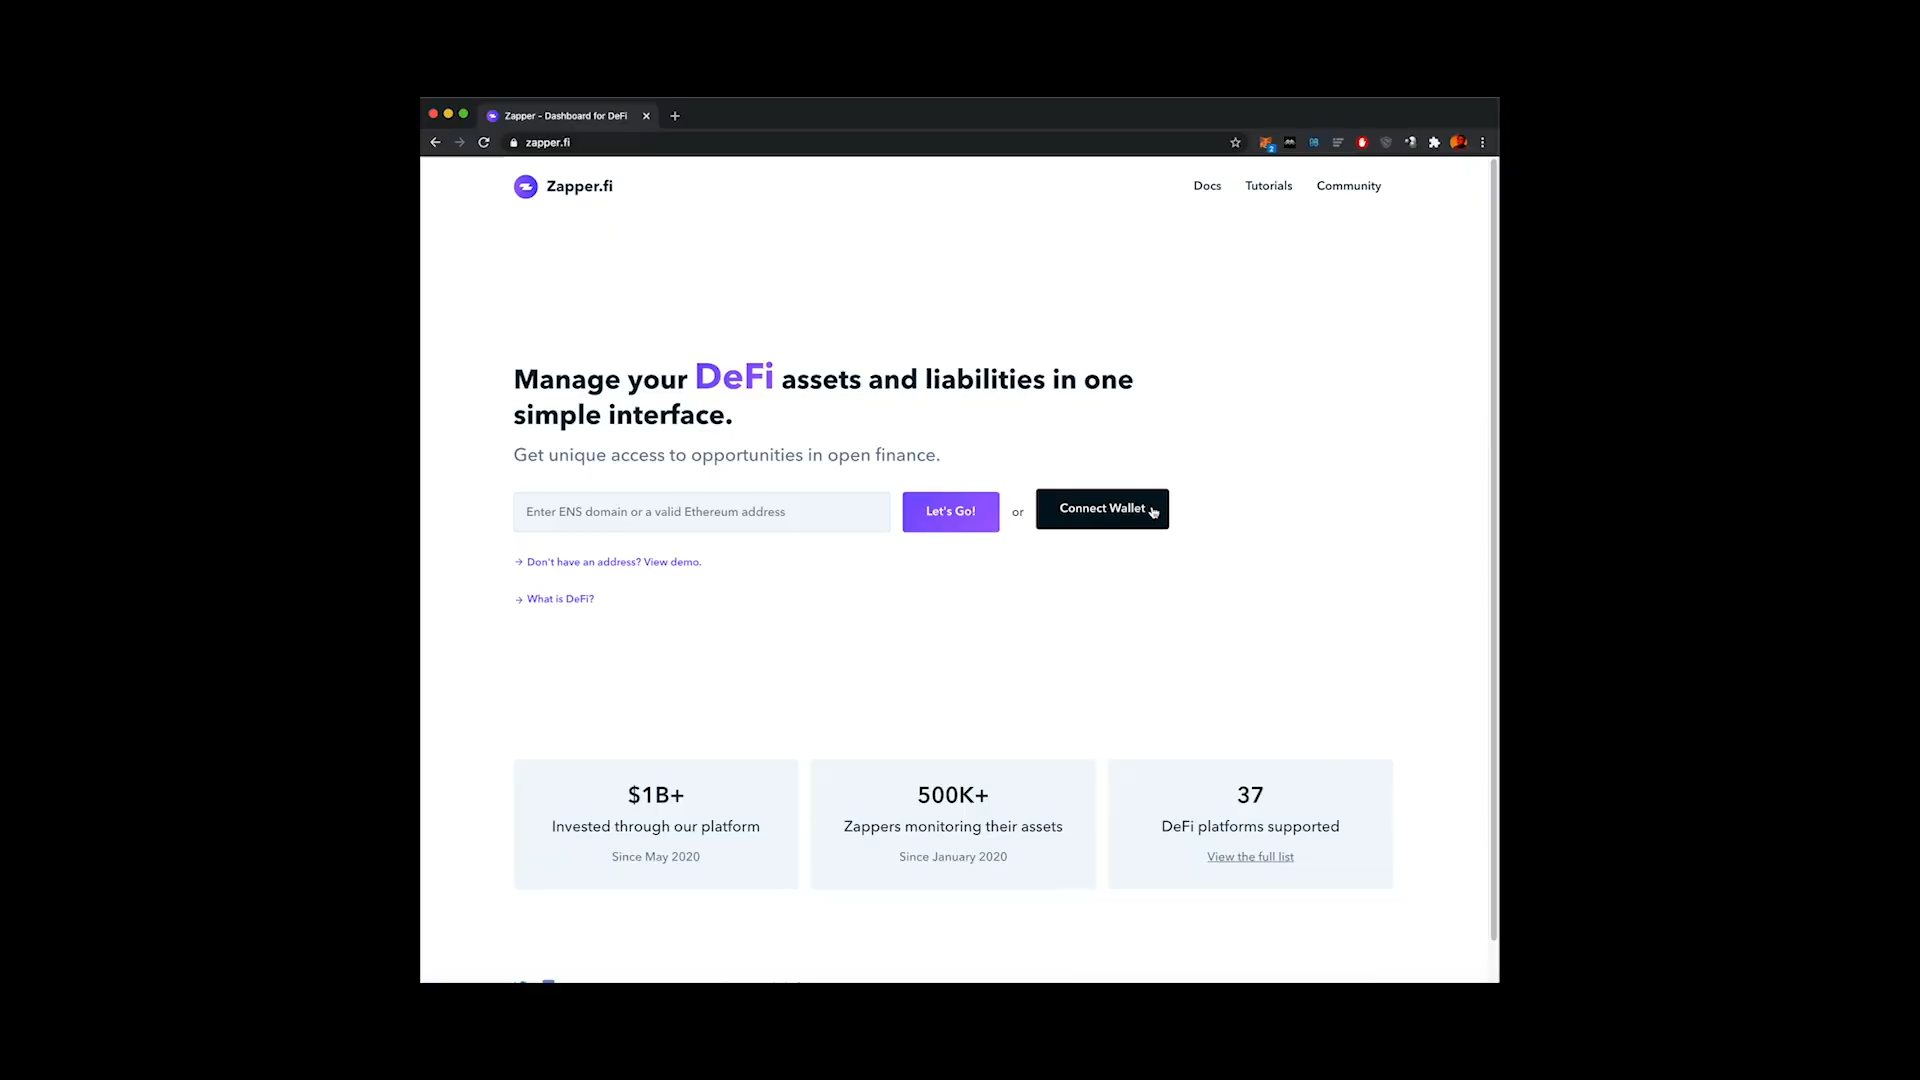 Zapper - Dashboard for DeFi
zapper.fi
Zapper.fi
Docs
Tutorials
Community
Manage your DeFi assets and liabilities in one
simple interface.
Get unique access to opportunities in open finance.
Enter ENS domain or a valid Ethereum address
Let's Go!
or
Connect Wallet
→ Don't have an address? View demo.
→ What is DeFi?
$1B+
Invested through our platform
Since May 2020
500K+
Zappers monitoring their assets
Since January 2020
37
DeFi platforms supported
View the full list